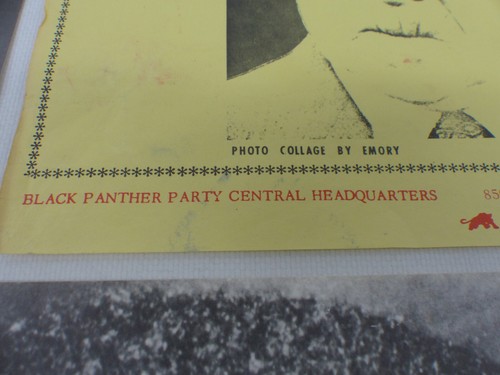 PHOTO COLLAGE BY EMORY
BLACK PANTHER PARTY CENTRAL HEADQUARTERS